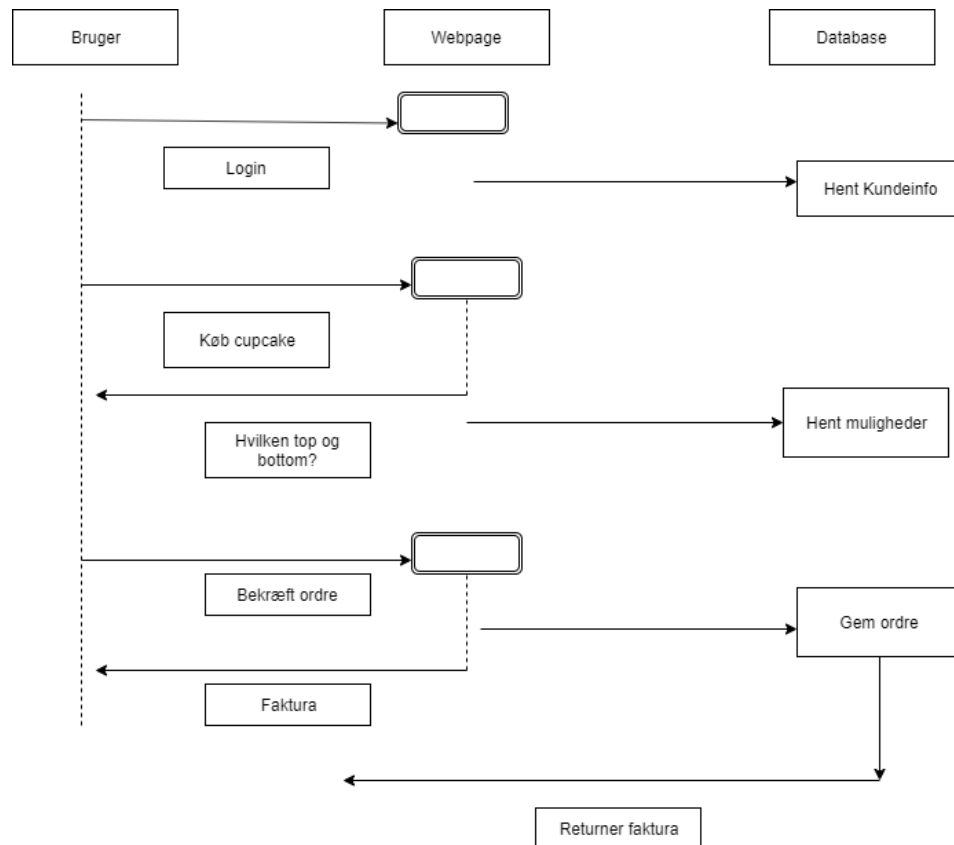 Bruger
Webpage
Database
Login
Hent Kundeinfo
Køb cupcake
Hvilken top og
bottom?
Hent muligheder
Bekræft ordre
Gem ordre
Faktura
Returner faktura